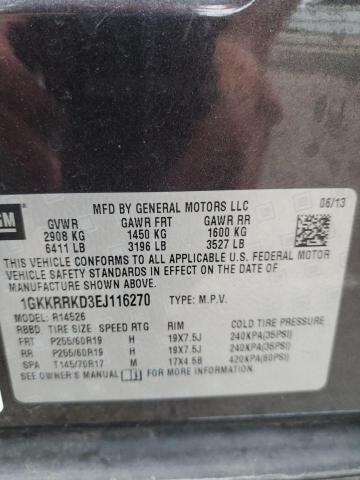 GM
MFD BY GENERAL MOTORS LLC 06/13
GVWR GAWR FRT GAWR RR
2908 KG 1450 KG 1600 KG
6411 LB 3196 LB 3527 LB
THIS VEHICLE CONFORMS TO ALL APPLICABLE U.S. FEDERAL MOTOR
VEHICLE SAFETY STANDARDS IN EFFECT ON THE DATE
OF MANUFACTURE SHOWN ABOVE.
1GKKRRKD3EJ116270 TYPE: M.P.V.
MODEL: R14526
RBBD TIRE SIZE SPEED RTG RIM COLD TIRE PRESSURE
FRT P255/60R19 H 19X7.5J 240KPA(35PSI)
RR P255/60R19 H 19X7.5J 240KPA(35PSI)
SPA T145/70R17 M 17X4.5B 420KPA(60PSI)
SEE OWNER'S MANUAL FOR ADDITIONAL INFORMATION